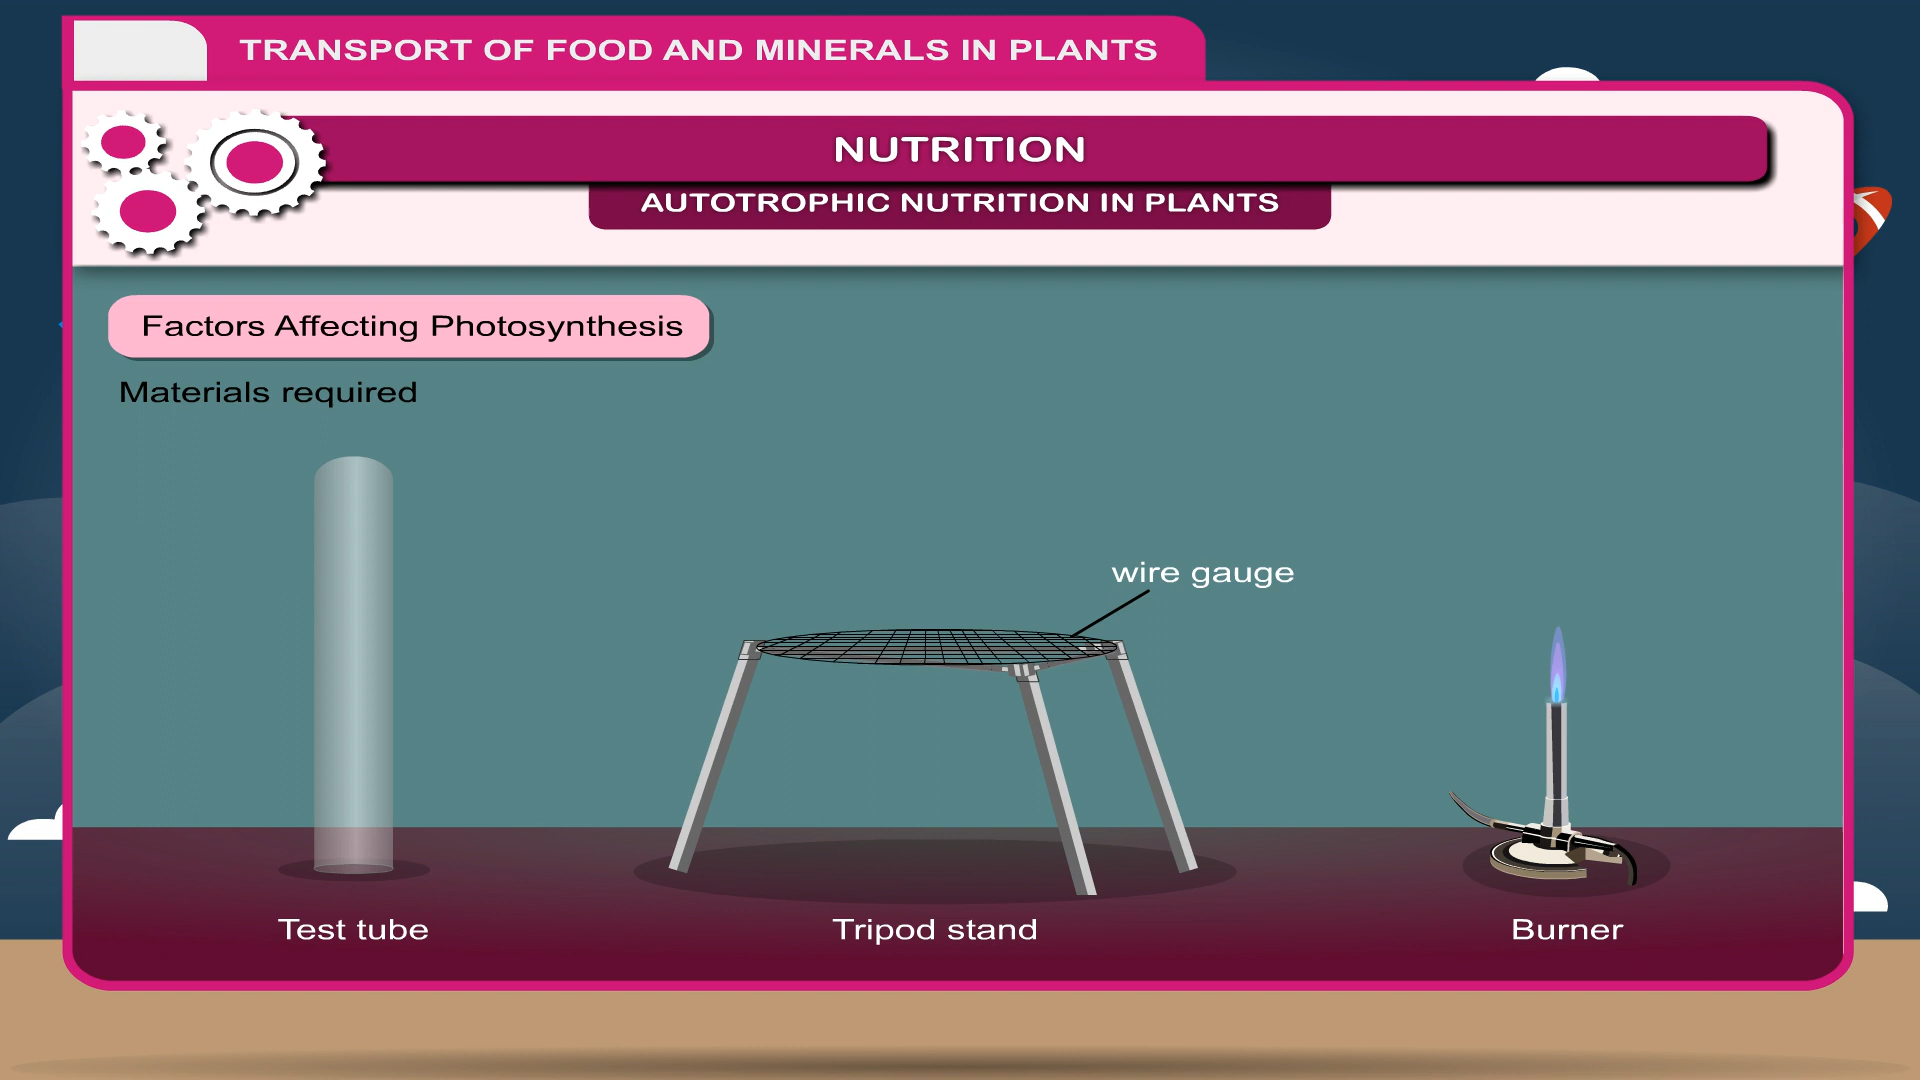 TRANSPORT OF FOOD AND MINERALS IN PLANTS
NUTRITION
AUTOTROPHIC NUTRITION IN PLANTS
Factors Affecting Photosynthesis
Materials required
wire gauge
Test tube
Tripod stand
Burner